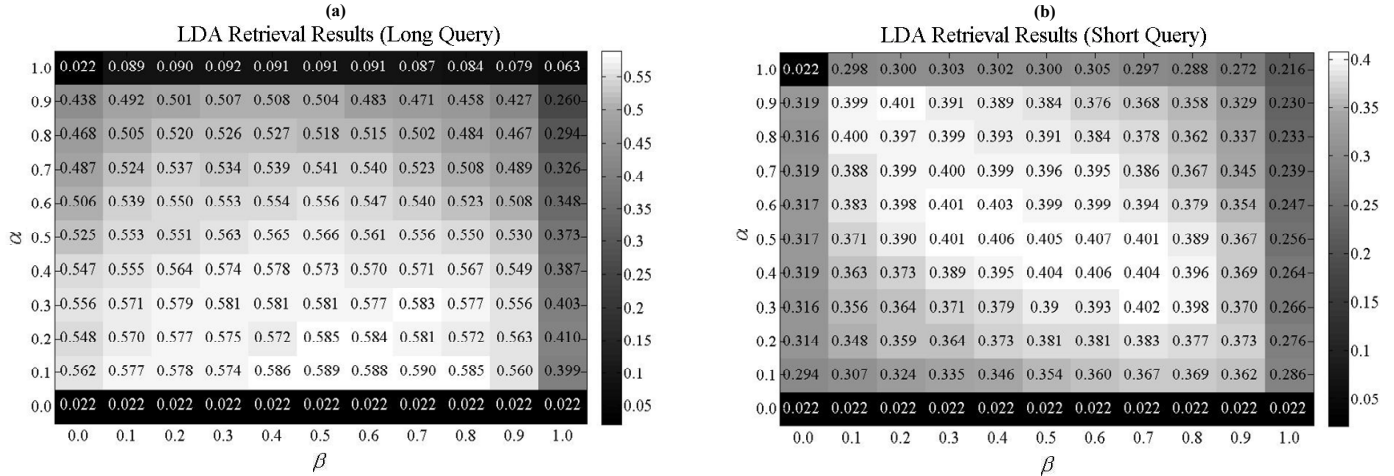 (a)
LDA Retrieval Results (Long Query)
1.0 0.022 0.089 0.090 0.092 0.091 0.091 0.091 0.087 0.084 0.079 0.063
0.9 0.438 0.492 0.501 0.507 0.508 0.504 0.483 0.471 0.458 0.427 0.260
0.8 0.468 0.505 0.520 0.526 0.527 0.518 0.515 0.502 0.484 0.467 0.294
0.7 0.487 0.524 0.537 0.534 0.539 0.541 0.540 0.523 0.508 0.489 0.326
0.6 0.506 0.539 0.550 0.553 0.554 0.556 0.547 0.540 0.523 0.508 0.348
0.5 0.525 0.553 0.551 0.563 0.565 0.566 0.561 0.556 0.550 0.530 0.373
0.4 0.547 0.555 0.564 0.574 0.578 0.573 0.570 0.571 0.567 0.549 0.387
0.3 0.556 0.571 0.579 0.581 0.581 0.581 0.577 0.583 0.577 0.556 0.403
0.2 0.548 0.570 0.577 0.575 0.572 0.585 0.584 0.581 0.572 0.563 0.410
0.1 0.562 0.577 0.578 0.574 0.586 0.589 0.588 0.590 0.585 0.560 0.399
0.0 0.022 0.022 0.022 0.022 0.022 0.022 0.022 0.022 0.022 0.022 0.022
0.0 0.1 0.2 0.3 0.4 0.5 0.6 0.7 0.8 0.9 1.0
α
β
0.55
0.5
0.45
0.4
0.35
0.3
0.25
0.2
0.15
0.1
0.05
(b)
LDA Retrieval Results (Short Query)
1.0 0.022 0.298 0.300 0.303 0.302 0.300 0.305 0.297 0.288 0.272 0.216
0.9 0.319 0.399 0.401 0.391 0.389 0.384 0.376 0.368 0.358 0.329 0.230
0.8 0.316 0.400 0.397 0.399 0.393 0.391 0.384 0.378 0.362 0.337 0.233
0.7 0.319 0.388 0.399 0.400 0.399 0.396 0.395 0.386 0.367 0.345 0.239
0.6 0.317 0.383 0.398 0.401 0.403 0.399 0.399 0.394 0.379 0.354 0.247
0.5 0.317 0.371 0.390 0.401 0.406 0.405 0.407 0.401 0.389 0.367 0.256
0.4 0.319 0.363 0.373 0.389 0.395 0.404 0.406 0.404 0.396 0.369 0.264
0.3 0.316 0.356 0.364 0.371 0.379 0.39 0.393 0.402 0.398 0.370 0.266
0.2 0.314 0.348 0.359 0.364 0.373 0.381 0.381 0.383 0.377 0.373 0.276
0.1 0.294 0.307 0.324 0.335 0.346 0.354 0.360 0.367 0.369 0.362 0.286
0.0 0.022 0.022 0.022 0.022 0.022 0.022 0.022 0.022 0.022 0.022 0.022
0.0 0.1 0.2 0.3 0.4 0.5 0.6 0.7 0.8 0.9 1.0
α
β
0.4
0.35
0.3
0.25
0.2
0.15
0.1
0.05